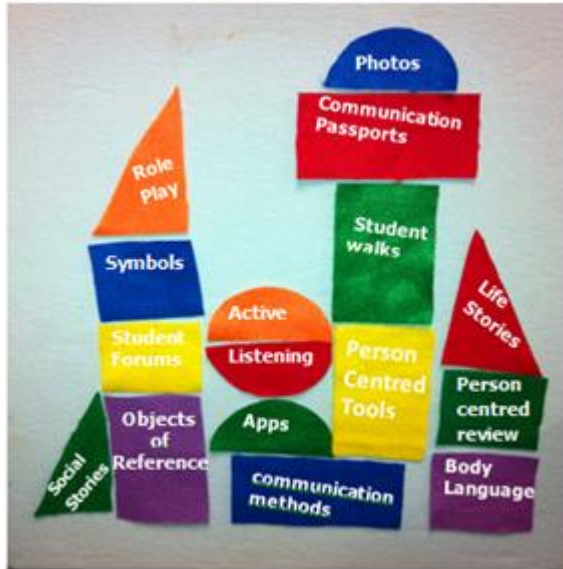 Photos
Communication
Passports
Role
Play
Student
walks
Symbols
Life
Stories
Active
Listening
Student
Forums
Person
Centred
Tools
Person
centred
review
Apps
Objects
of
Reference
Social
Stories
Body
Language
communication
methods